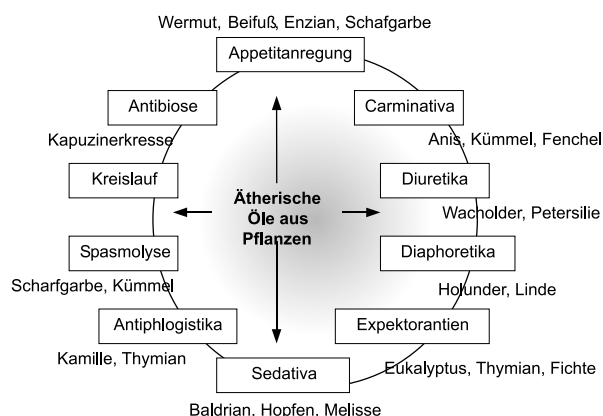 Wermut, Beifuß, Enzian, Schafgarbe
Appetitanregung
Antibiose
Carminativa
Kapuzinerkresse
Anis, Kümmel, Fenchel
Kreislauf
Ätherische
Öle aus
Pflanzen
Diuretika
Wacholder, Petersilie
Spasmolyse
Diaphoretika
Scharfgarbe, Kümmel
Holunder, Linde
Antiphlogistika
Expektorantien
Kamille, Thymian
Eukalyptus, Thymian, Fichte
Sedativa
Baldrian, Hopfen, Melisse